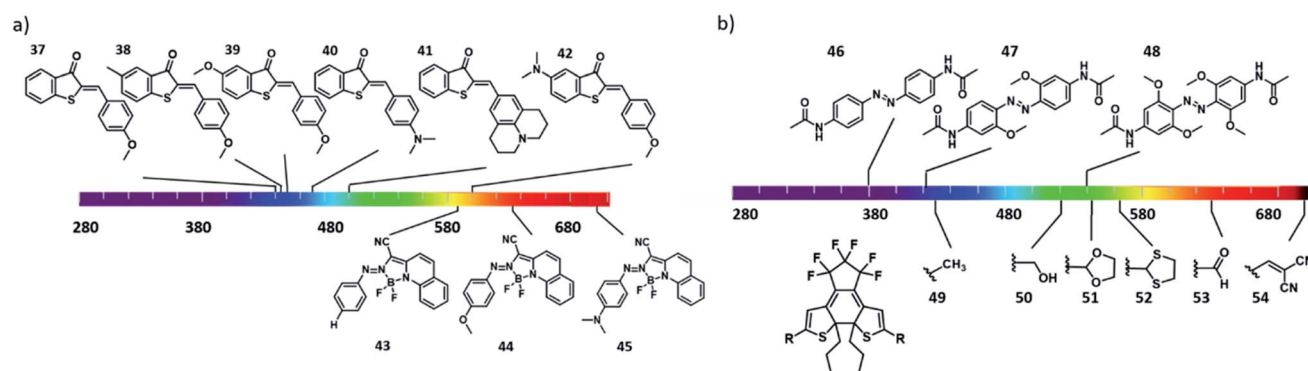 a)
37 38 39 40 41 42
O O O O O O
O N
S S S S S S
N
O O O N N O
280 380 480 580 680
CN CN CN
N=N N N=N N N=N N
B B B
F F F F F F
H O N
43 44 45
b)
46 47 48
H N O O H N O O O H N O
N=N N=N N=N
O N H O N H O O N H O O
280 380 480 580 680
F F F F F F
S S
R R
CH3 OH O O S S O H CN CN
49 50 51 52 53 54